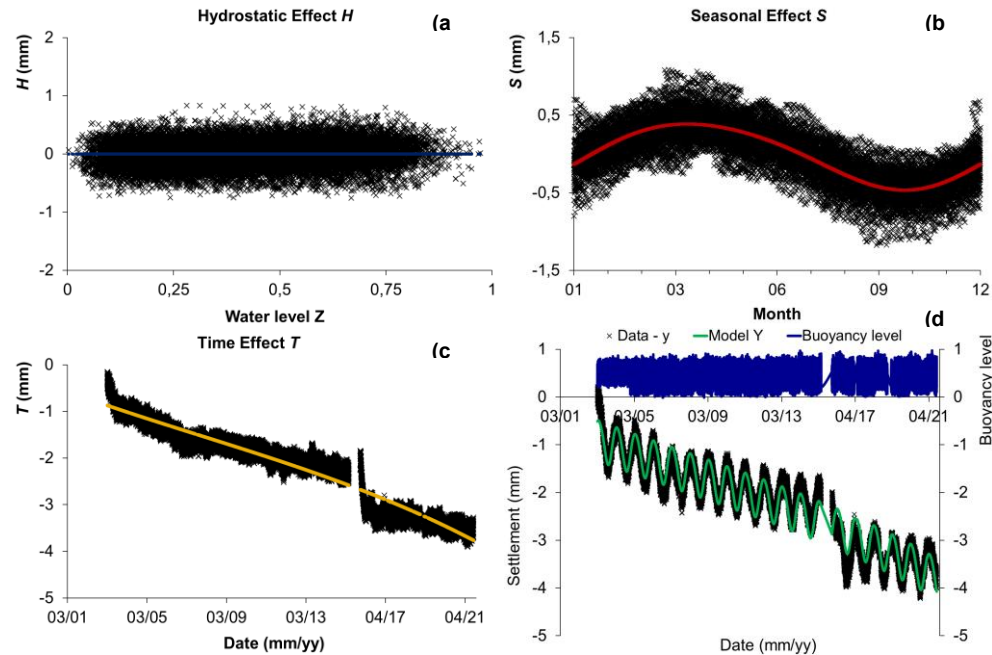 Hydrostatic Effect H
(a
H (mm)
2
1
0
-1
-2
0
0,25
0,5
0,75
1
Water level Z
Seasonal Effect S
(b
S (mm)
1,5
0,5
-0,5
-1,5
01
03
06
09
12
Month
Time Effect T
(c
T (mm)
0
-1
-2
-3
-4
-5
03/01
03/05
03/09
03/13
04/17
04/21
Date (mm/yy)
(d
× Data - y
Model Y
Buoyancy level
Settlement (mm)
1
0
-1
-2
-3
-4
-5
03/01
03/05
03/09
03/13
04/17
04/21
1
0
-1
-2
-3
-4
-5
Buoyancy level
Date (mm/yy)